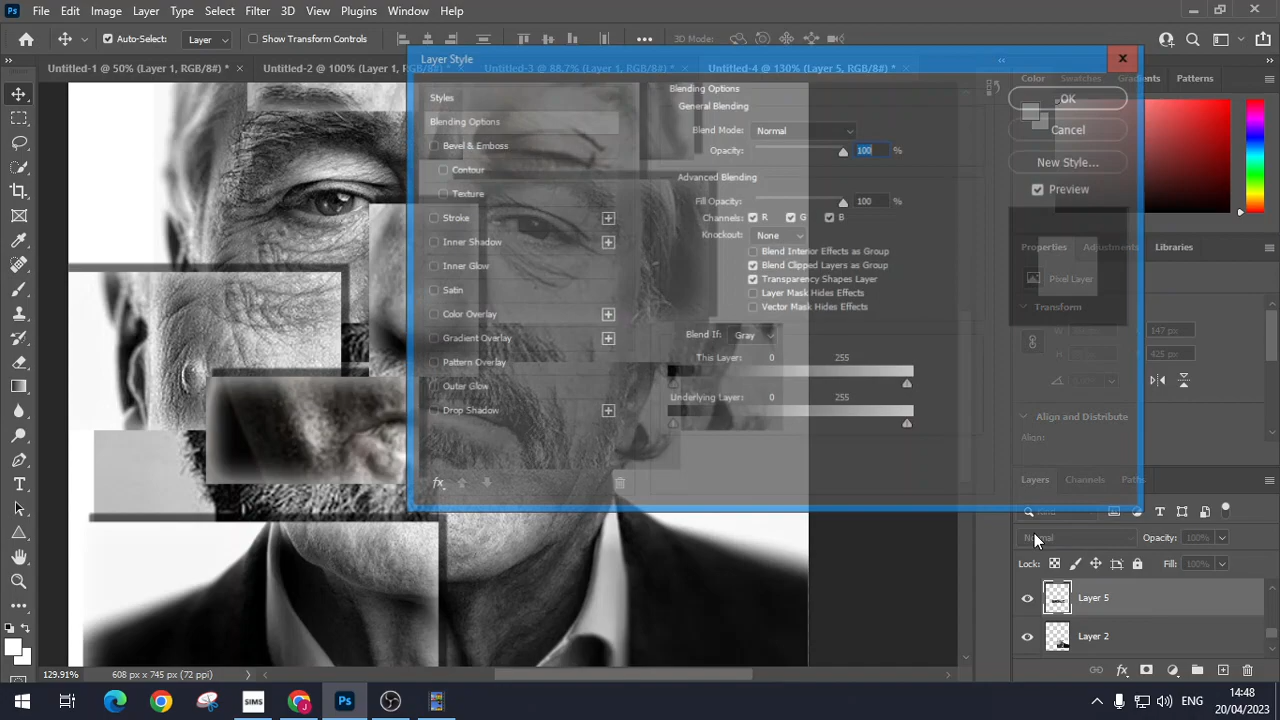 Ps File Edit Image Layer Type Select Filter 3D View Plugins Window Help
Auto-Select: Layer Show Transform Controls 3D Mode:
Untitled-1 @ 50% (Layer 1, RGB/8#) * Untitled-2 @ 100% (Layer 1, RGB/8#) * Untitled-3 @ 88.7% (Layer 1, RGB/8#) * Untitled-4 @ 130% (Layer 5, RGB/8#) *
Color Swatches Gradients Patterns
Layer Style
Styles
Blending Options
Bevel & Emboss
Contour
Texture
Stroke
Inner Shadow
Inner Glow
Satin
Color Overlay
Gradient Overlay
Pattern Overlay
Outer Glow
Drop Shadow
fx
Blending Options
General Blending
Blend Mode: Normal
Opacity: 100 %
Advanced Blending
Fill Opacity: 100 %
Channels: R G B
Knockout: None
Blend Interior Effects as Group
Blend Clipped Layers as Group
Transparency Shapes Layer
Layer Mask Hides Effects
Vector Mask Hides Effects
Blend If: Gray
This Layer: 0 255
Underlying Layer: 0 255
OK
Cancel
New Style...
Preview
Properties Adjustments Libraries
Pixel Layer
Transform
W 147 px
H 425 px
0.00°
Align and Distribute
Align:
Layers Channels Paths
Kind
Normal Opacity: 100%
Lock: Fill: 100%
Layer 5
Layer 2
fx
129.91% 608 px x 745 px (72 ppi)
SIMS Ps ENG 14:48
20/04/2023